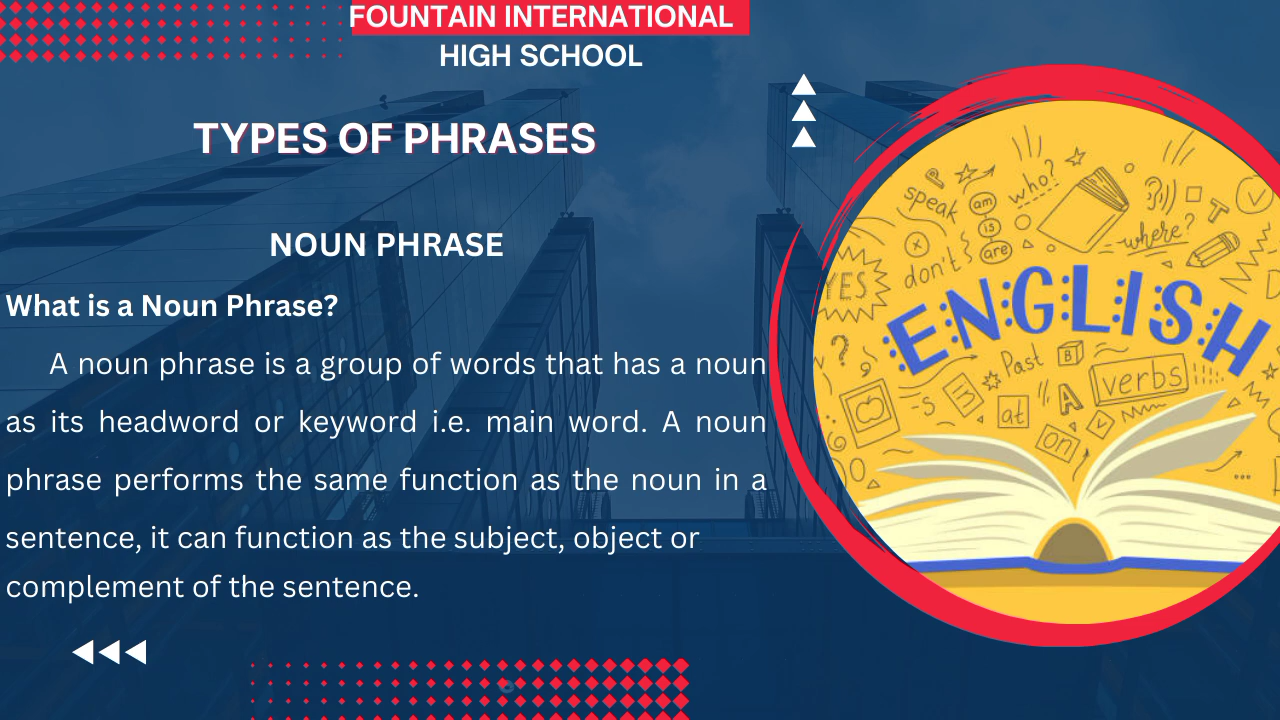 FOUNTAIN INTERNATIONAL
HIGH SCHOOL
TYPES OF PHRASES
NOUN PHRASE
What is a Noun Phrase?
A noun phrase is a group of words that has a noun
as its headword or keyword i.e. main word. A noun
phrase performs the same function as the noun in a
sentence, it can function as the subject, object or
complement of the sentence.
speak
am
who?
is
are
where?
T
don't
YES
ENGLISH
?
Past
B
verbs
-S
at
A
on
...